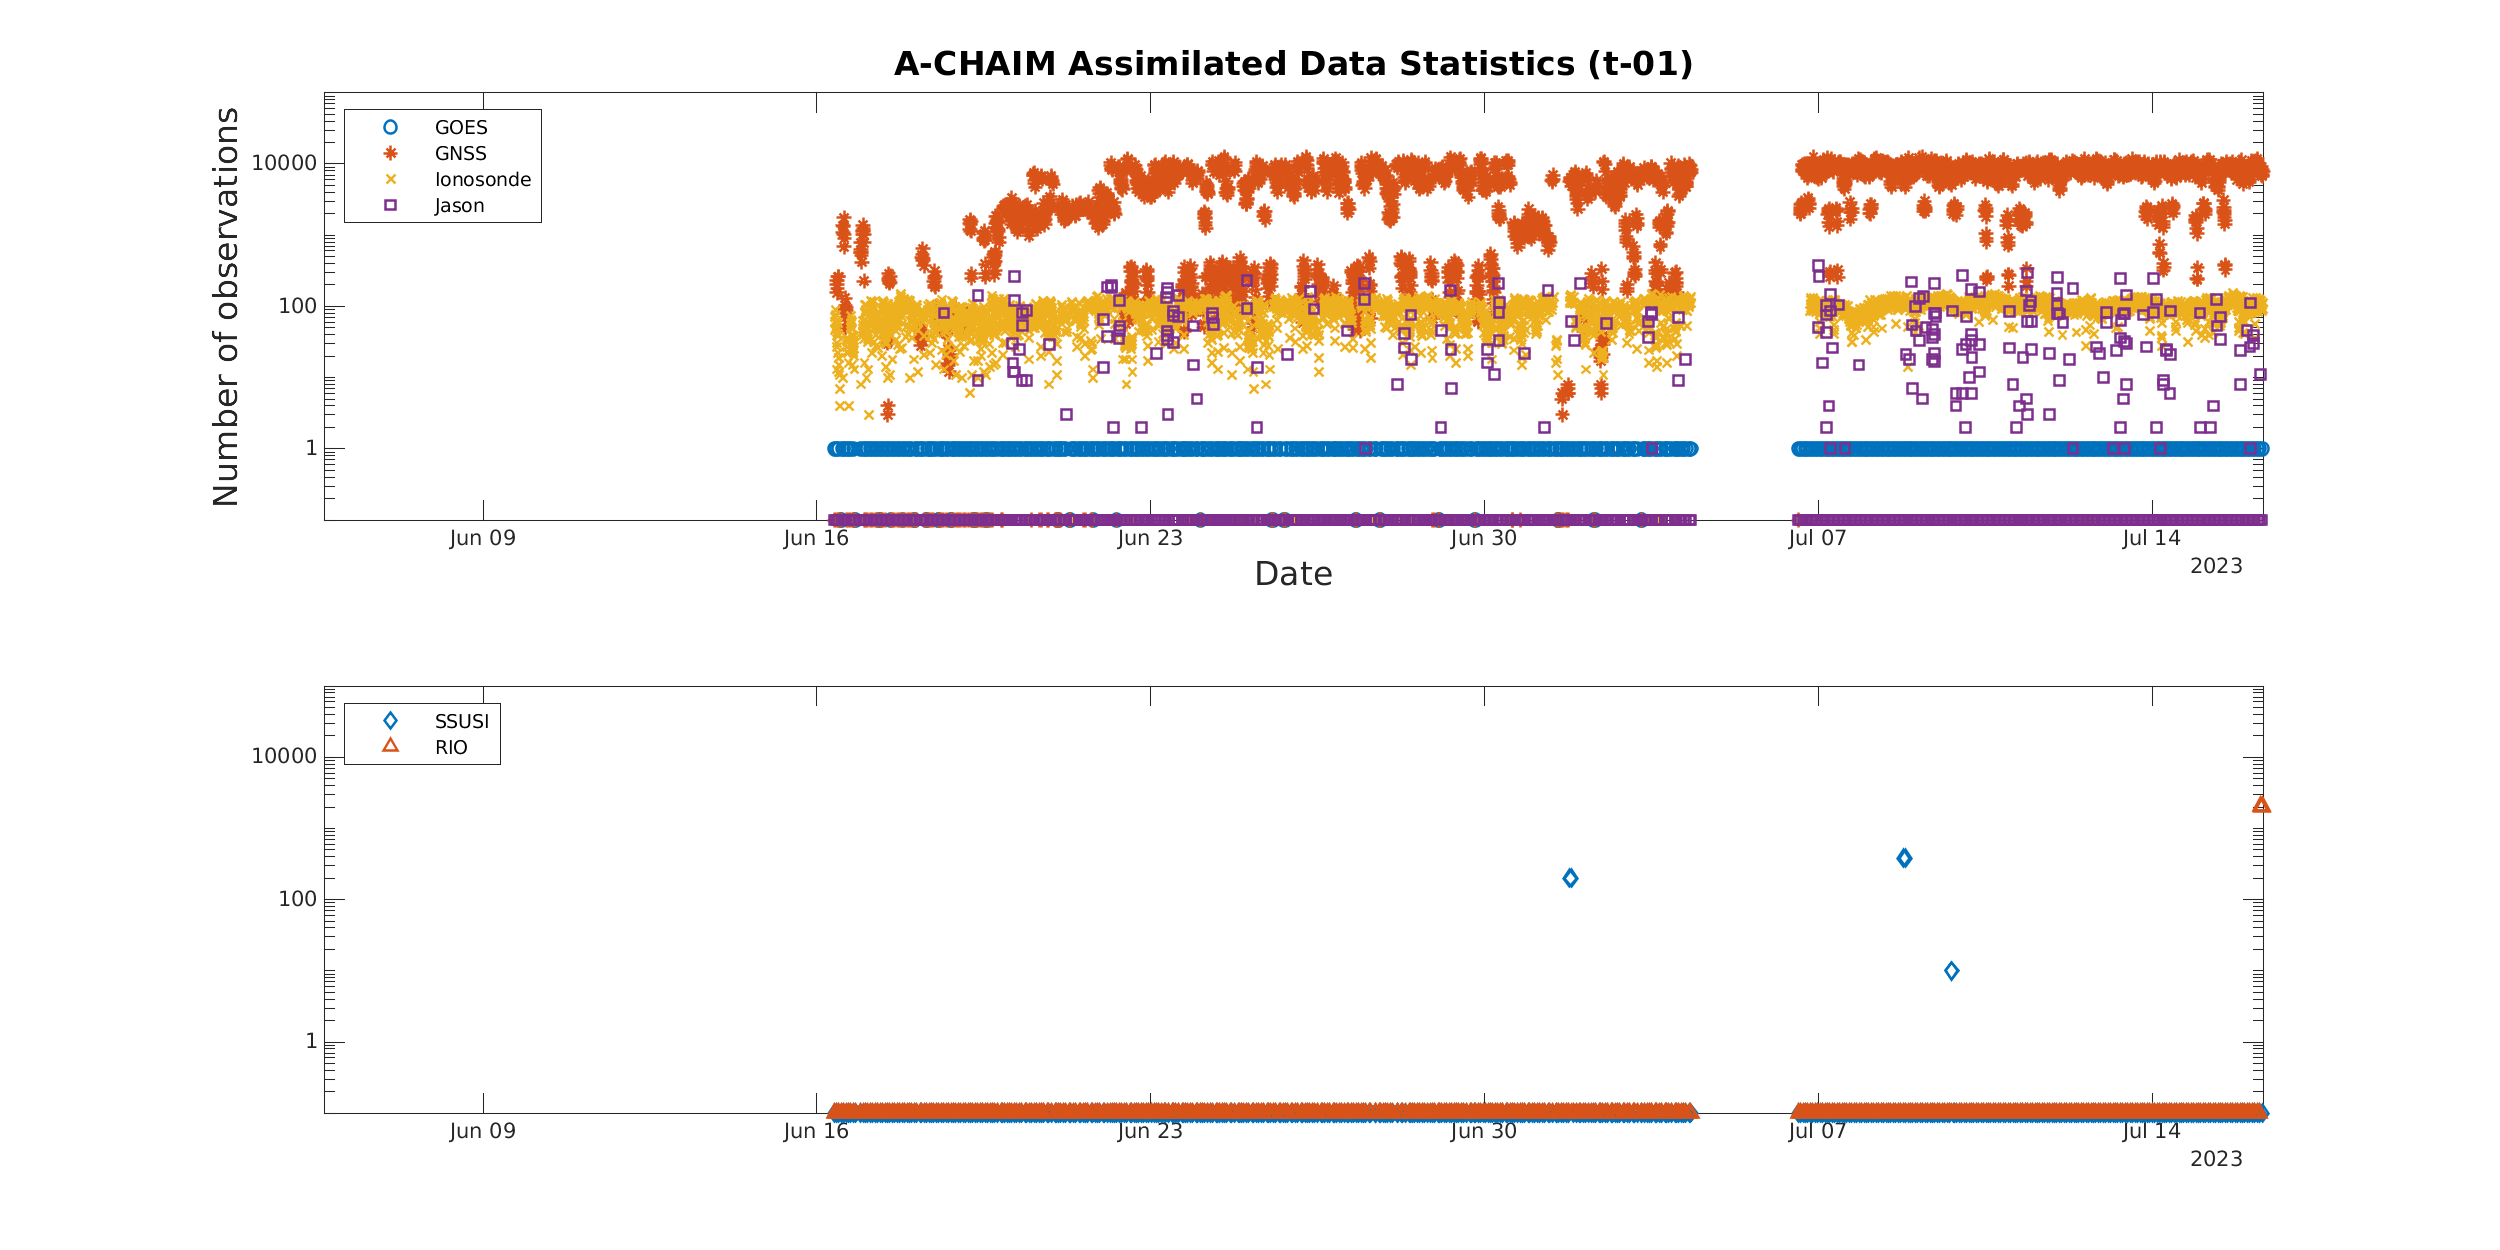 A-CHAIM Assimilated Data Statistics (t-01)
Number of observations
GOES
GNSS
Ionosonde
Jason
10000
100
1
Jun 09
Jun 16
Jun 23
Jun 30
Jul 07
Jul 14
2023
Date
SSUSI
RIO
10000
100
1
Jun 09
Jun 16
Jun 23
Jun 30
Jul 07
Jul 14
2023